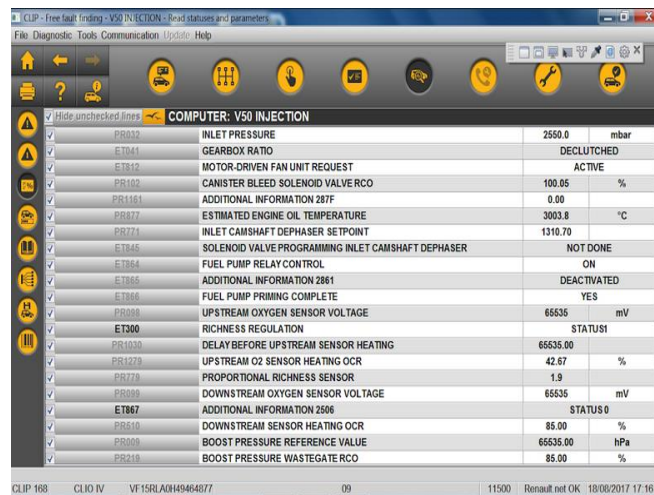 CLIP - Free fault finding - V50 INJECTION - Read statuses and parameters
File Diagnostic Tools Communication Update Help
Hide unchecked lines COMPUTER: V50 INJECTION
PR032 INLET PRESSURE 2550.0 mbar
ET041 GEARBOX RATIO DECLUTCHED
ET812 MOTOR-DRIVEN FAN UNIT REQUEST ACTIVE
PR102 CANISTER BLEED SOLENOID VALVE RCO 100.05 %
PR1161 ADDITIONAL INFORMATION 287F 0.00
PR877 ESTIMATED ENGINE OIL TEMPERATURE 3003.8 °C
PR771 INLET CAMSHAFT DEPHASER SETPOINT 1310.70
ET845 SOLENOID VALVE PROGRAMMING INLET CAMSHAFT DEPHASER NOT DONE
ET864 FUEL PUMP RELAY CONTROL ON
ET865 ADDITIONAL INFORMATION 2861 DEACTIVATED
ET866 FUEL PUMP PRIMING COMPLETE YES
PR098 UPSTREAM OXYGEN SENSOR VOLTAGE 65535 mV
ET300 RICHNESS REGULATION STATUS1
PR1030 DELAY BEFORE UPSTREAM SENSOR HEATING 65535.00
PR1279 UPSTREAM O2 SENSOR HEATING OCR 42.67 %
PR779 PROPORTIONAL RICHNESS SENSOR 1.9
PR099 DOWNSTREAM OXYGEN SENSOR VOLTAGE 65535 mV
ET867 ADDITIONAL INFORMATION 2506 STATUS 0
PR510 DOWNSTREAM SENSOR HEATING OCR 85.00 %
PR009 BOOST PRESSURE REFERENCE VALUE 65535.00 hPa
PR219 BOOST PRESSURE WASTEGATE RCO 85.00 %
CLIP 168 CLIO IV VF15RLA0H49464877 09 11500 Renault.net OK 18/08/2017 17:16